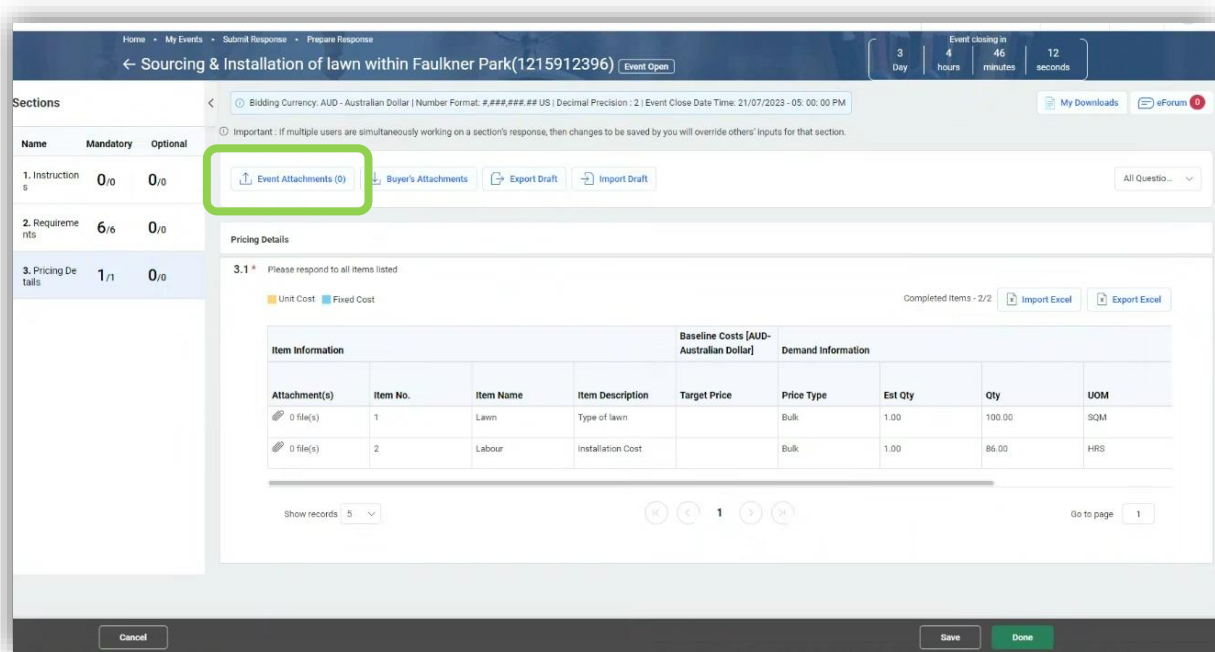 Home • My Events • Submit Response • Prepare Response
← Sourcing & Installation of lawn within Faulkner Park(1215912396) Event Open
Event closing in
3 4 46 12
Day hours minutes seconds
Sections
Bidding Currency: AUD - Australian Dollar | Number Format: #,###,###.## US | Decimal Precision : 2 | Event Close Date Time: 21/07/2023 - 05: 00: 00 PM
My Downloads
eForum 0
Important : If multiple users are simultaneously working on a section's response, then changes to be saved by you will override others' inputs for that section.
Name Mandatory Optional
1. Instruction
s
0/0 0/0
2. Requireme
nts
6/6 0/0
3. Pricing De
tails
1/1 0/0
Event Attachments (0)
Buyer's Attachments
Export Draft
Import Draft
All Questio...
Pricing Details
3.1 * Please respond to all items listed
Unit Cost Fixed Cost
Completed Items - 2/2
Import Excel
Export Excel
Item Information
Baseline Costs [AUD-
Australian Dollar]
Demand Information
Attachment(s) Item No. Item Name Item Description Target Price Price Type Est Qty Qty UOM
0 file(s) 1 Lawn Type of lawn Bulk 1.00 100.00 SQM
0 file(s) 2 Labour Installation Cost Bulk 1.00 86.00 HRS
Show records 5
1
Go to page 1
Cancel
Save
Done